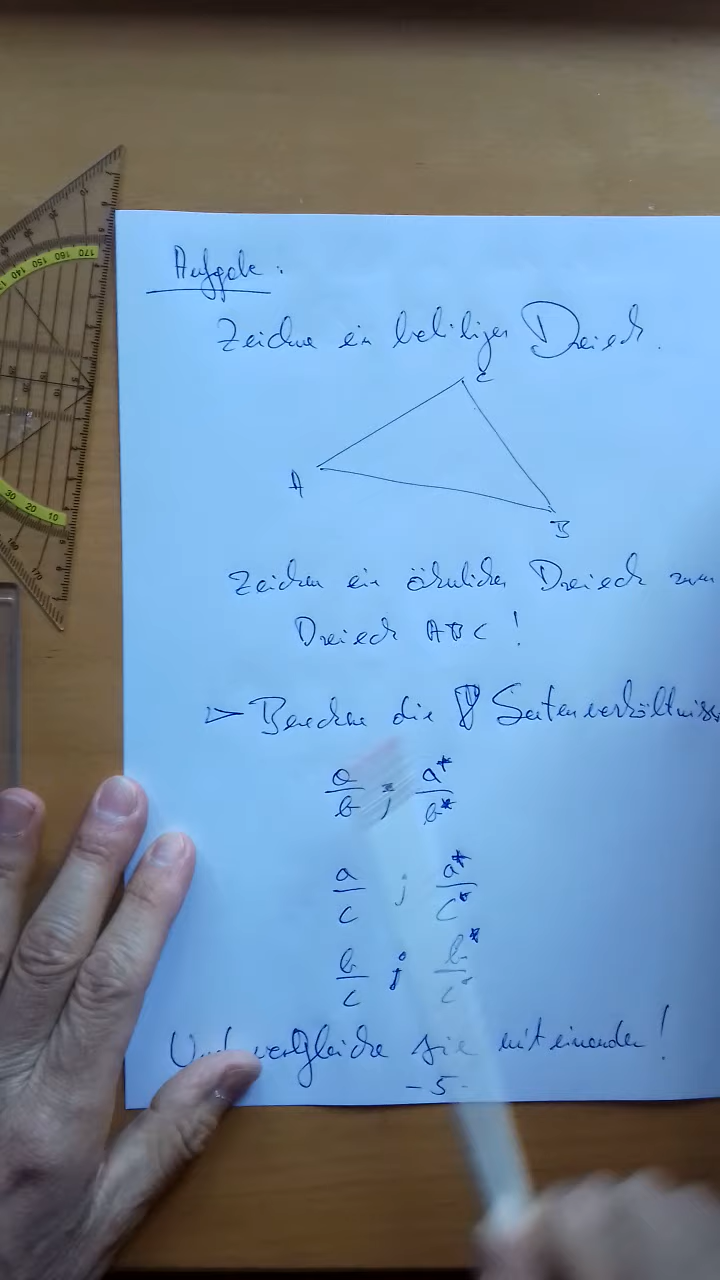 Aufgabe:
Zeichne ein beliebiges Dreieck.
C
A
B
Zeichne ein ähnliches Dreieck zum
Dreieck ABC!
Berechne die Seitenverhältnisse
a/b ; a*/b*
a/c ; a*/c*
b/c ; b*/c*
Und vergleiche sie miteinander!
-5-